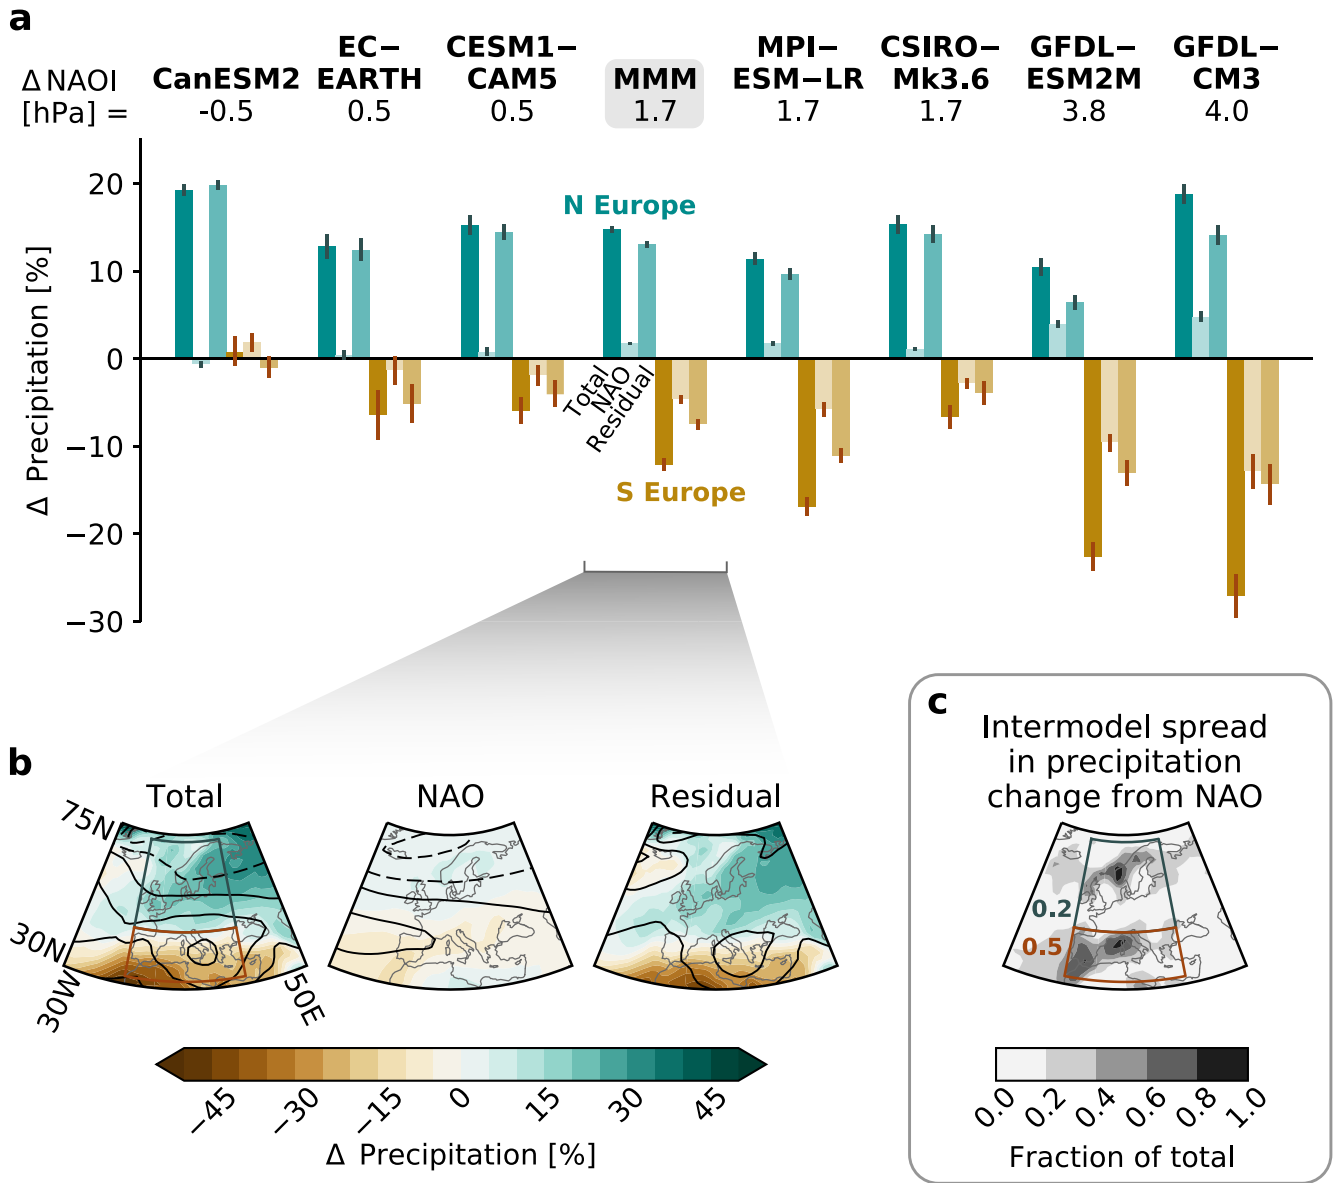 a
Δ NAOI
[hPa] =
CanESM2
-0.5
EC−
EARTH
0.5
CESM1−
CAM5
0.5
MMM
1.7
MPI−
ESM−LR
1.7
CSIRO−
Mk3.6
1.7
GFDL−
ESM2M
3.8
GFDL−
CM3
4.0
Δ Precipitation [%]
20
10
0
−10
−20
−30
N Europe
Total
NAO
Residual
S Europe
b
Total
NAO
Residual
75N
30N
30W
50E
−45
−30
−15
0
15
30
45
Δ Precipitation [%]
c
Intermodel spread
in precipitation
change from NAO
0.2
0.5
0.0
0.2
0.4
0.6
0.8
1.0
Fraction of total